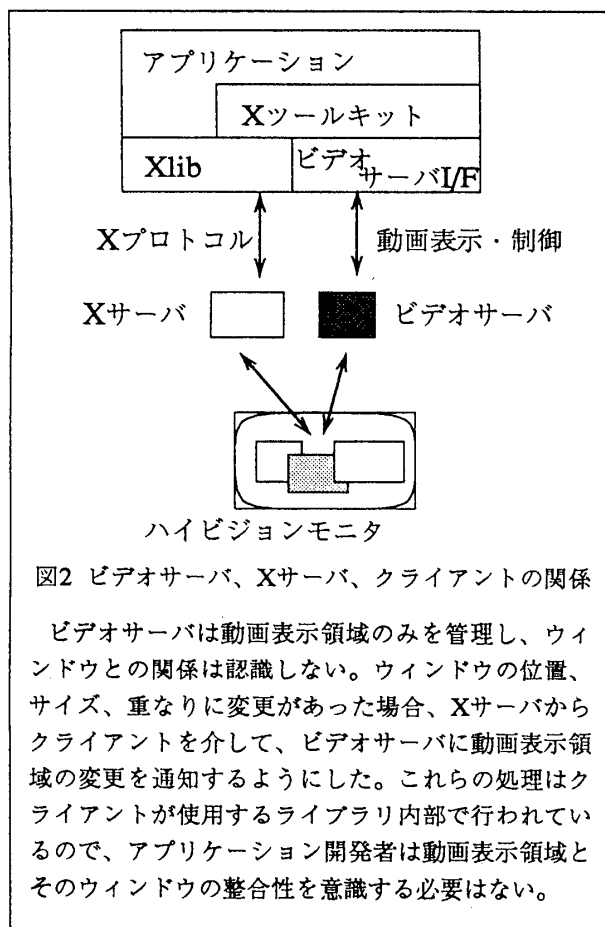 アプリケーション
Xツールキット
Xlib
ビデオ
サーバI/F
Xプロトコル
動画表示・制御
Xサーバ
ビデオサーバ
ハイビジョンモニタ
図2 ビデオサーバ、Xサーバ、クライアントの関係
ビデオサーバは動画表示領域のみを管理し、ウィ
ンドウとの関係は認識しない。ウィンドウの位置、
サイズ、重なりに変更があった場合、Xサーバから
クライアントを介して、ビデオサーバに動画表示領
域の変更を通知するようにした。これらの処理はク
ライアントが使用するライブラリ内部で行われてい
るので、アプリケーション開発者は動画表示領域と
そのウィンドウの整合性を意識する必要はない。